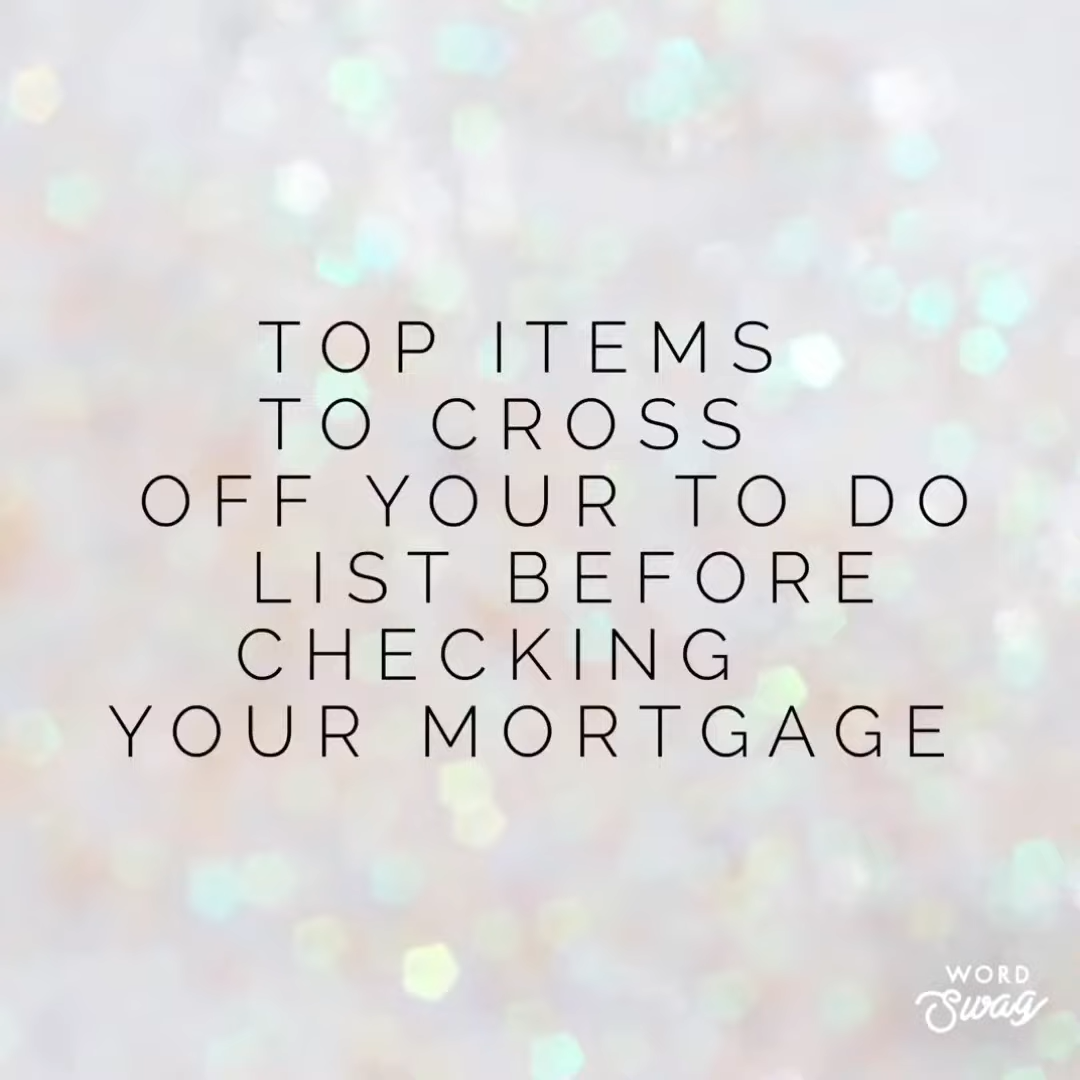 TOP ITEMS
TO CROSS
OFF YOUR TO DO
LIST BEFORE
CHECKING
YOUR MORTGAGE
WORD
Swag